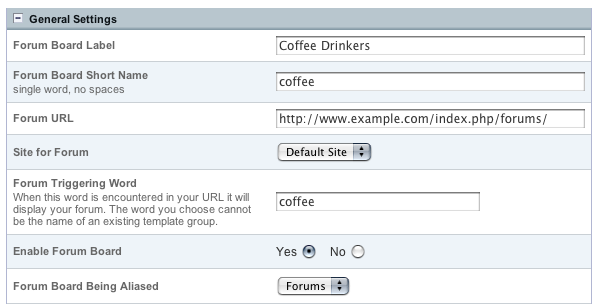 General Settings
Forum Board Label
Coffee Drinkers
Forum Board Short Name
single word, no spaces
coffee
Forum URL
http://www.example.com/index.php/forums/
Site for Forum
Default Site
Forum Triggering Word
When this word is encountered in your URL it will
display your forum. The word you choose cannot
be the name of an existing template group.
coffee
Enable Forum Board
Yes No
Forum Board Being Aliased
Forums